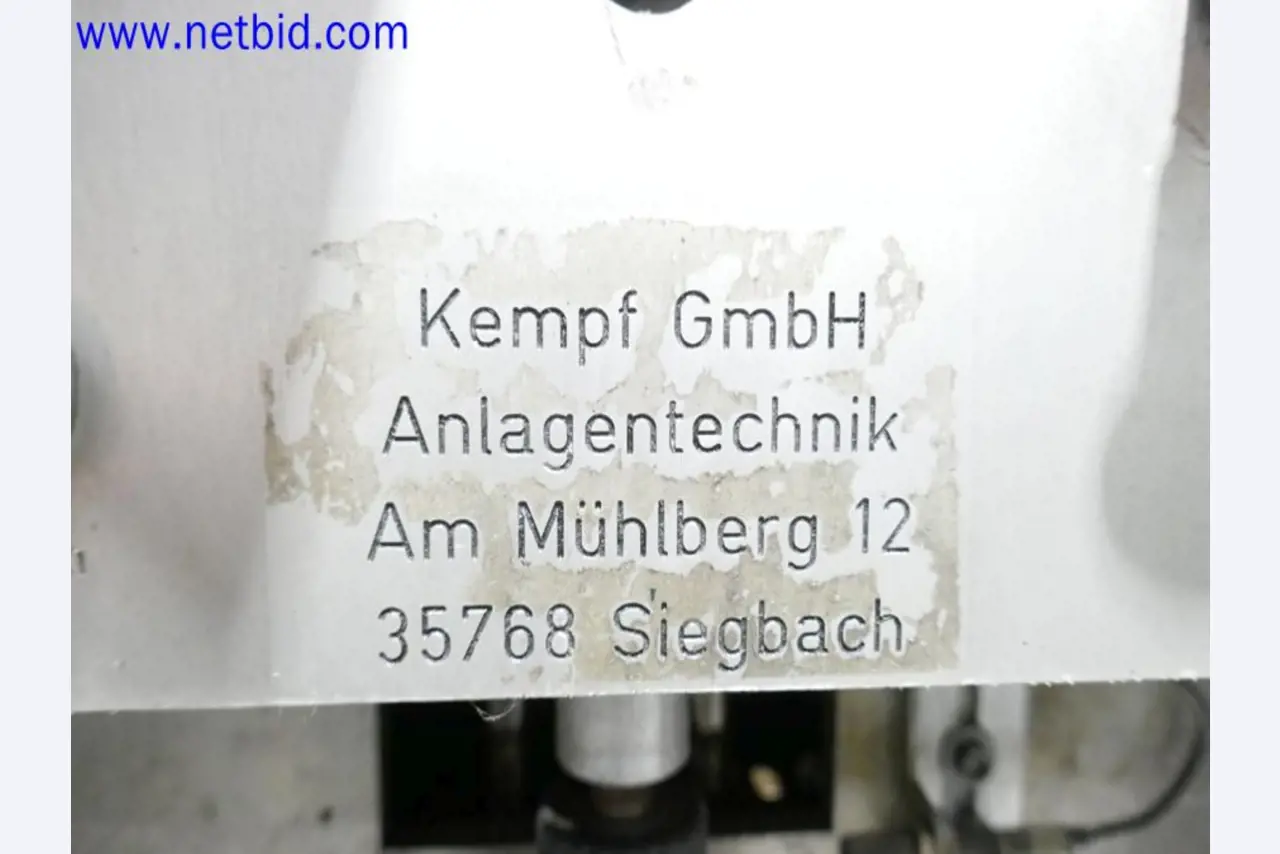 www.netbid.com
Kempf GmbH
Anlagentechnik
Am Mühlberg 12
35768 Siegbach